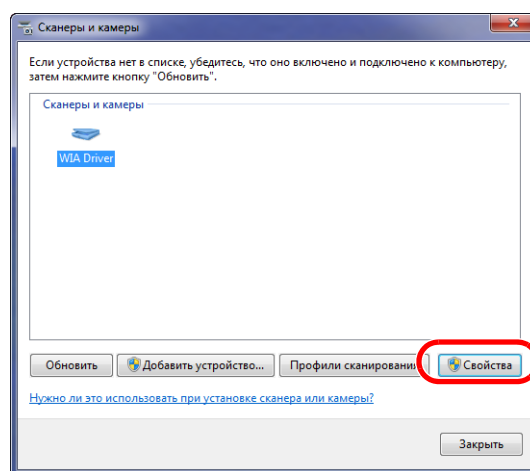 Сканеры и камеры
Если устройства нет в списке, убедитесь, что оно включено и подключено к компьютеру,
затем нажмите кнопку "Обновить".
Сканеры и камеры
WIA Driver
Обновить
Добавить устройство...
Профили сканирования
Свойства
Нужно ли это использовать при установке сканера или камеры?
Закрыть